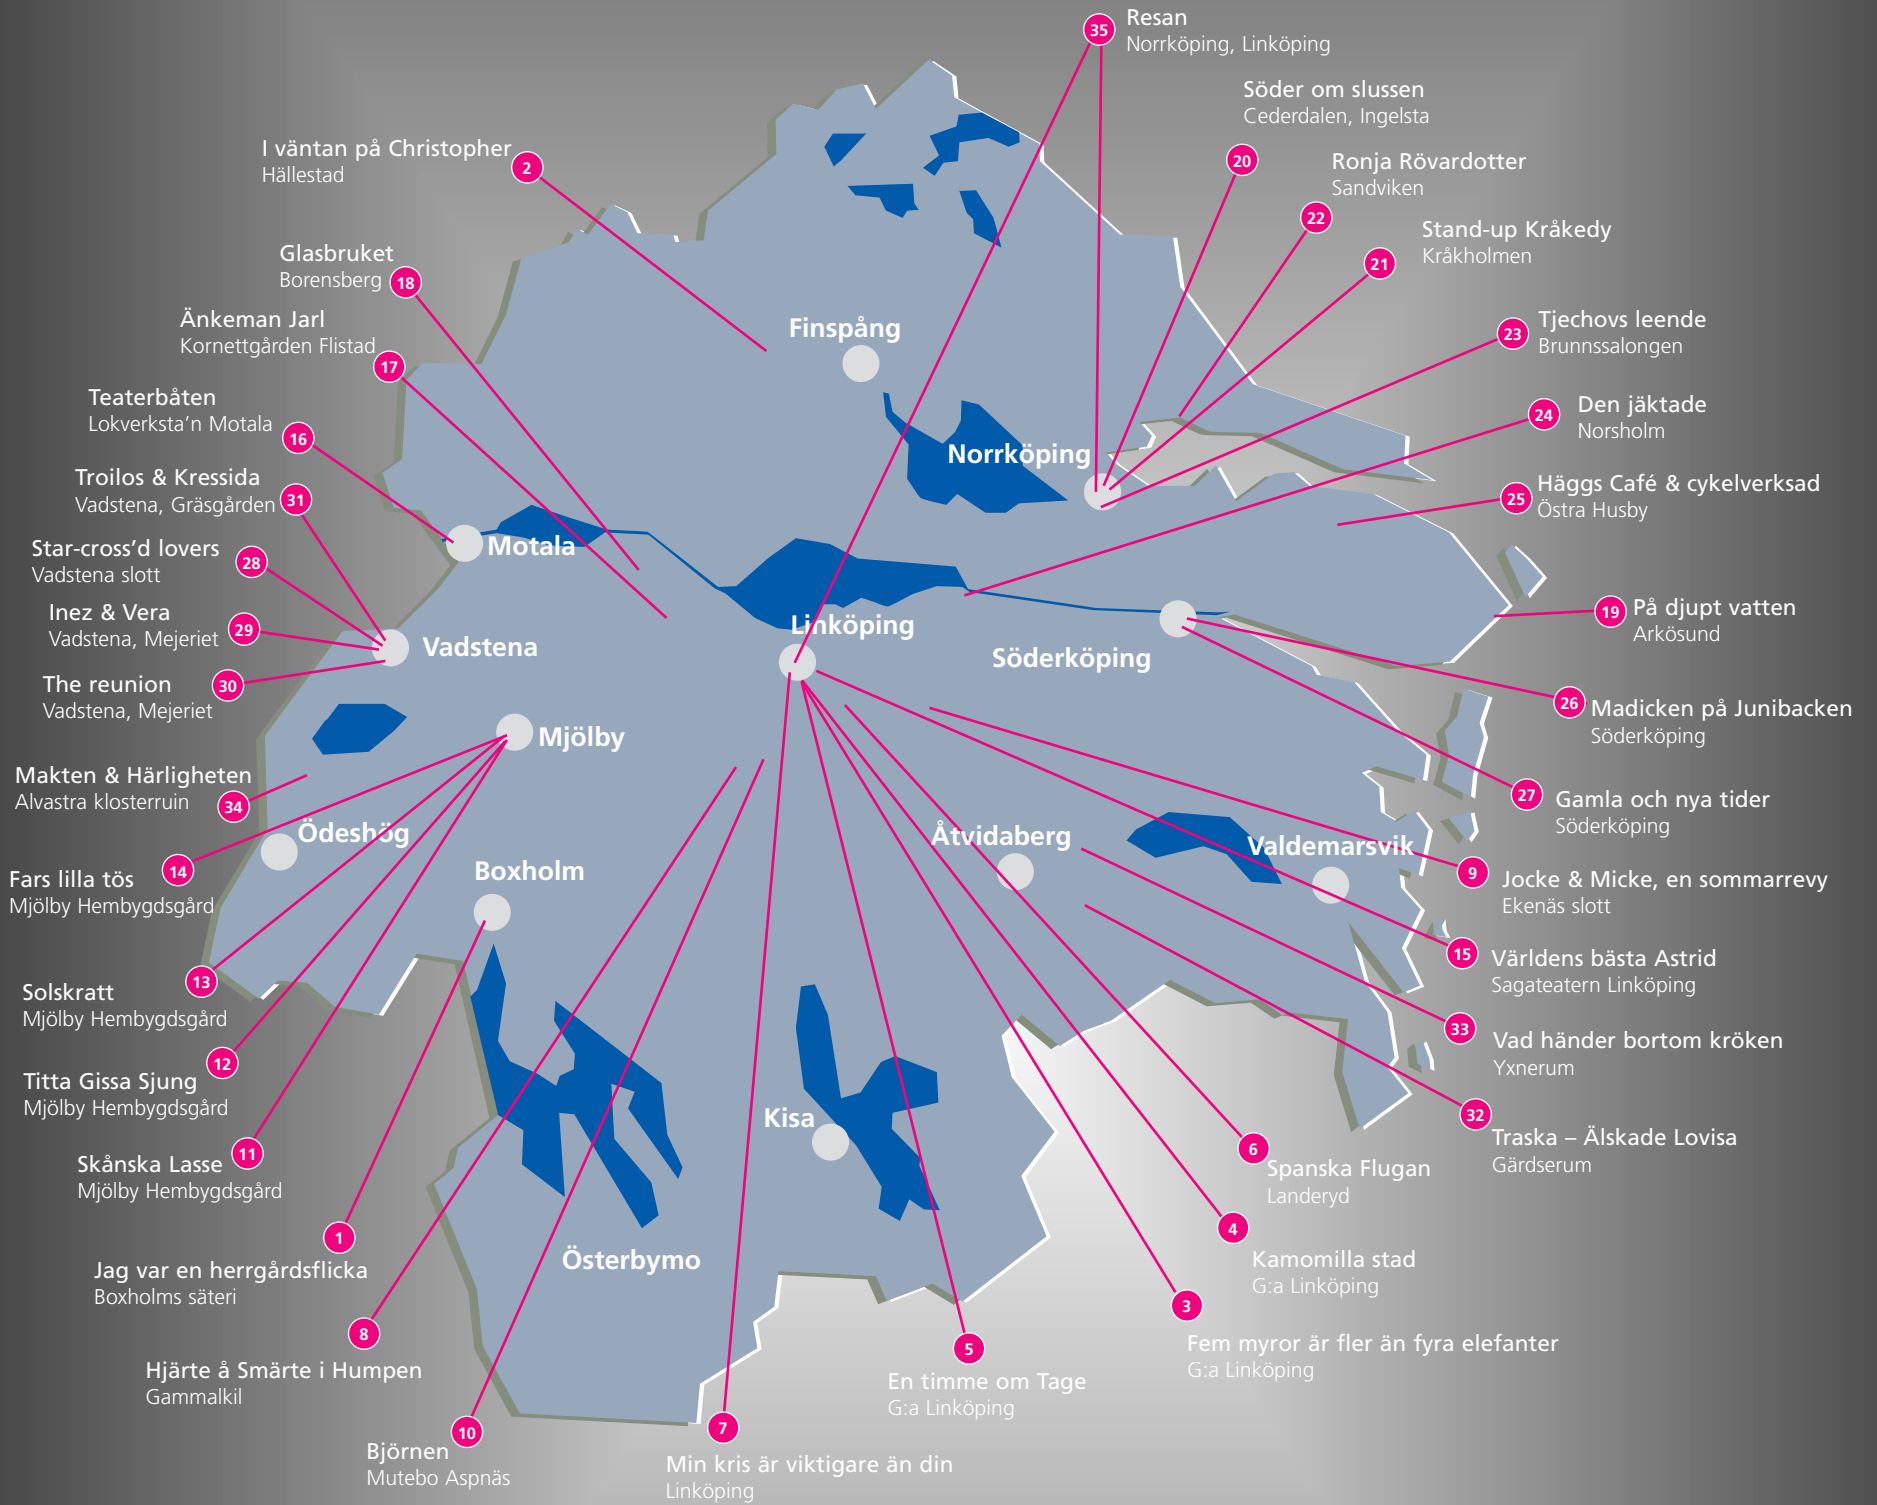 35
Resan
Norrköping, Linköping
Söder om slussen
Cederdalen, Ingelsta
20
I väntan på Christopher
Hällestad
2
Ronja Rövardotter
Sandviken
22
Stand-up Kråkedy
Kråkholmen
21
Glasbruket
Borensberg
18
Änkeman Jarl
Kornettgården Flistad
17
Finspång
Tjechovs leende
Brunnssalongen
23
Teaterbåten
Lokverksta’n Motala
16
Den jäktade
Norsholm
24
Norrköping
Troilos & Kressida
Vadstena, Gräsgården
31
Häggs Café & cykelverksad
Östra Husby
25
Motala
Star-cross’d lovers
Vadstena slott
28
Inez & Vera
Vadstena, Mejeriet
29
Linköping
Vadstena
Söderköping
På djupt vatten
Arkösund
19
The reunion
Vadstena, Mejeriet
30
Madicken på Junibacken
Söderköping
26
Mjölby
Makten & Härligheten
Alvastra klosterruin
34
Gamla och nya tider
Söderköping
27
Ödeshög
Åtvidaberg
Valdemarsvik
Boxholm
Fars lilla tös
Mjölby Hembygdsgård
14
Jocke & Micke, en sommarrevy
Ekenäs slott
9
Världens bästa Astrid
Sagateatern Linköping
15
Solskratt
Mjölby Hembygdsgård
13
Vad händer bortom kröken
Yxnerum
33
Titta Gissa Sjung
Mjölby Hembygdsgård
12
Kisa
Traska – Älskade Lovisa
Gärdserum
32
Skånska Lasse
Mjölby Hembygdsgård
11
Spanska Flugan
Landeryd
6
Österbymo
Jag var en herrgårdsflicka
Boxholms säteri
1
Kamomilla stad
G:a Linköping
4
Fem myror är fler än fyra elefanter
G:a Linköping
3
Hjärte å Smärte i Humpen
Gammalkil
8
En timme om Tage
G:a Linköping
5
Björnen
Mutebo Aspnäs
10
Min kris är viktigare än din
Linköping
7